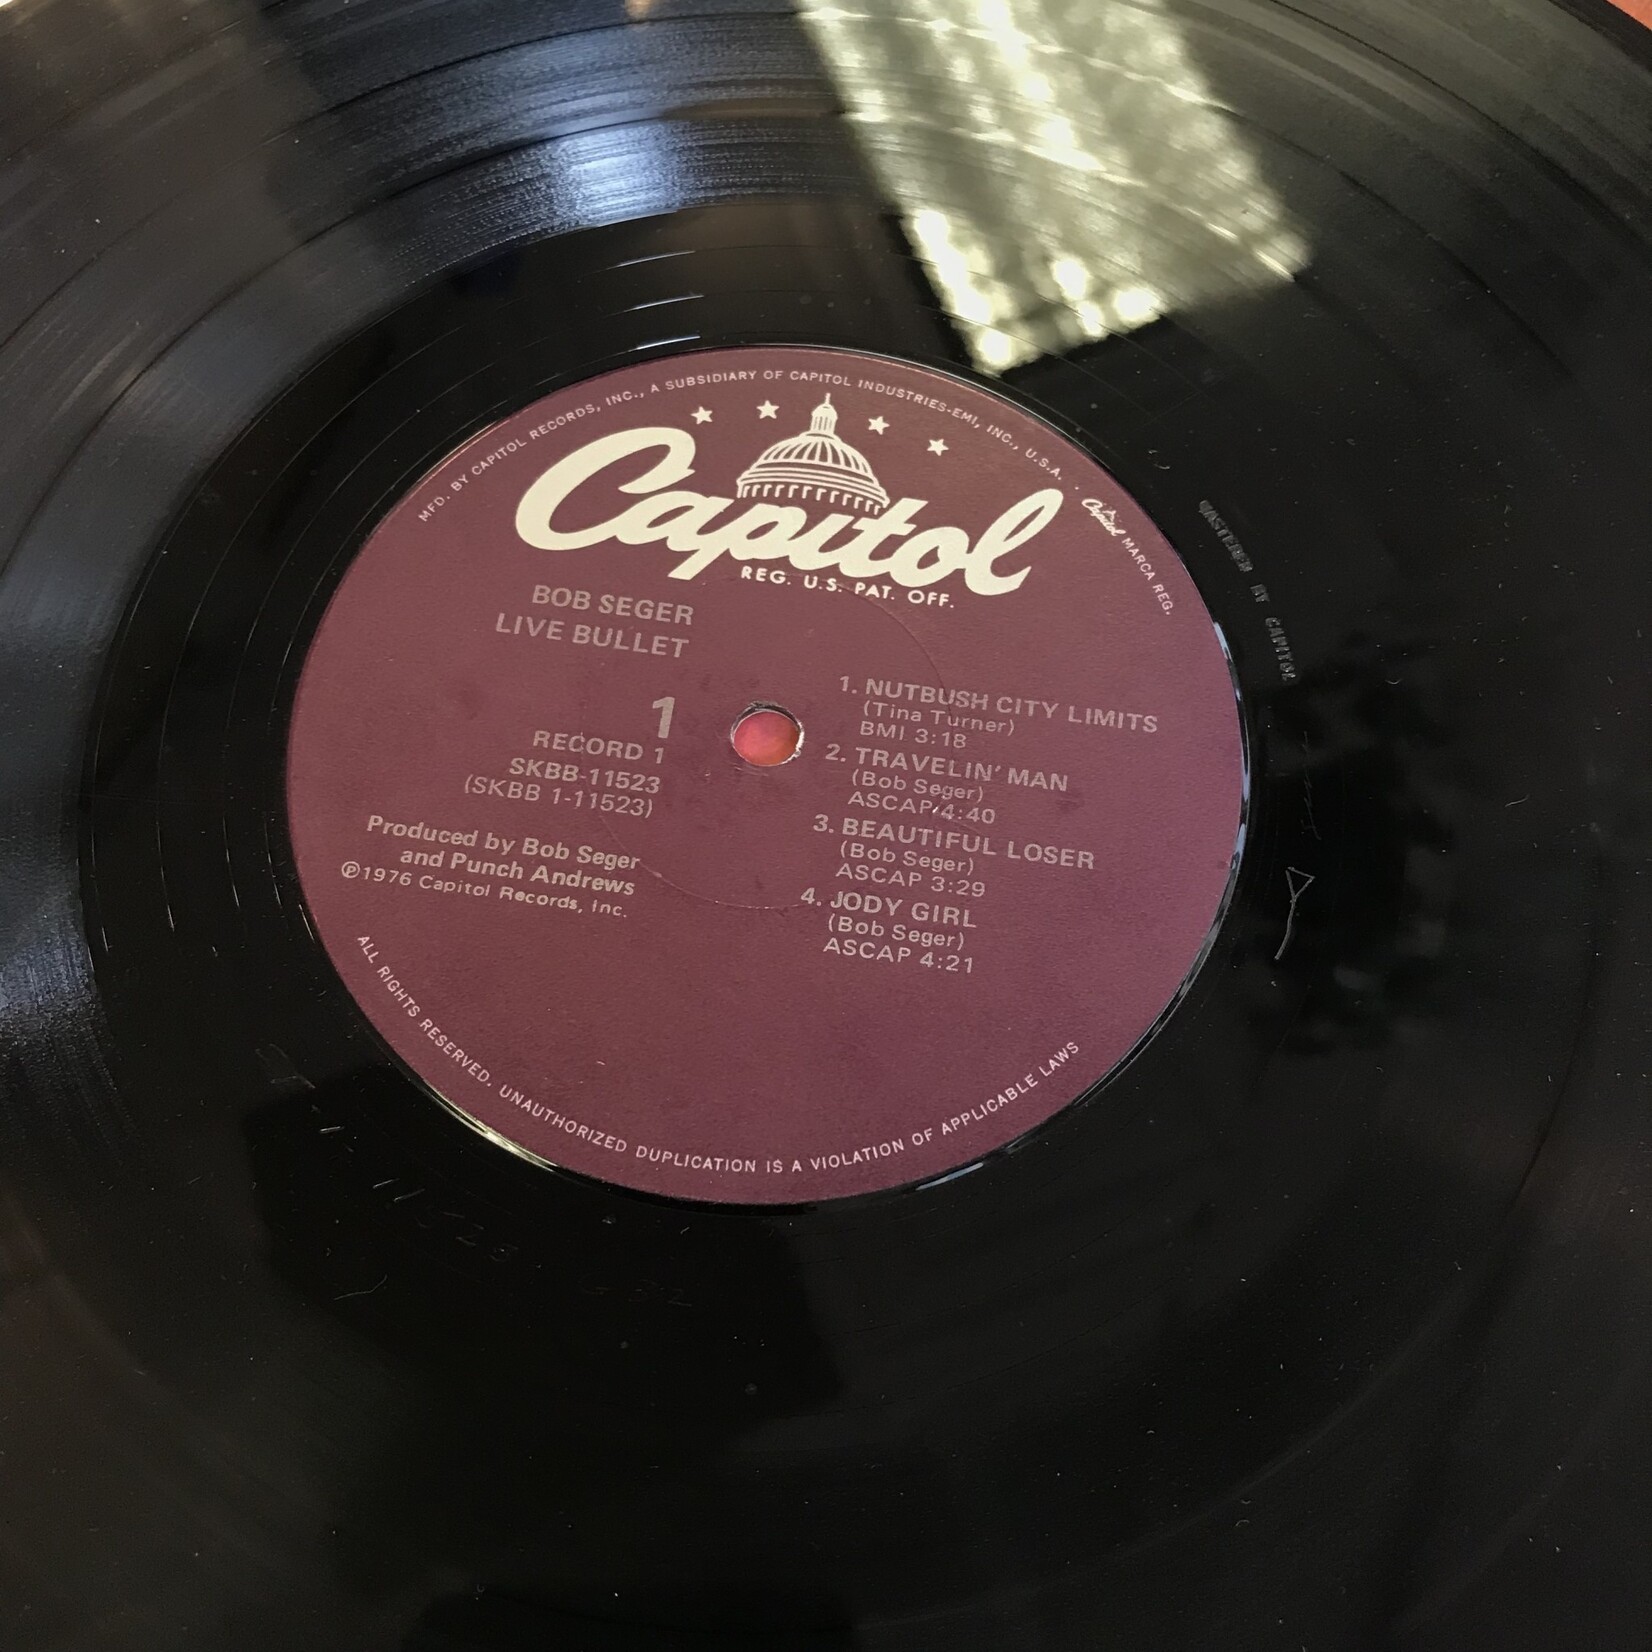 MFD. BY CAPITOL RECORDS, INC., A SUBSIDIARY OF CAPITOL INDUSTRIES-EMI, INC., U.S.A. . Capitol MARCA REG.
Capitol
REG. U.S. PAT. OFF.
BOB SEGER
LIVE BULLET
1
RECORD 1
SKBB-11523
(SKBB 1-11523)
Produced by Bob Seger
and Punch Andrews
℗1976 Capitol Records, Inc.
1. NUTBUSH CITY LIMITS
(Tina Turner)
BMI 3:18
2. TRAVELIN' MAN
(Bob Seger)
ASCAP 4:40
3. BEAUTIFUL LOSER
(Bob Seger)
ASCAP 3:29
4. JODY GIRL
(Bob Seger)
ASCAP 4:21
ALL RIGHTS RESERVED. UNAUTHORIZED DUPLICATION IS A VIOLATION OF APPLICABLE LAWS
MASTERED BY CAPITOL